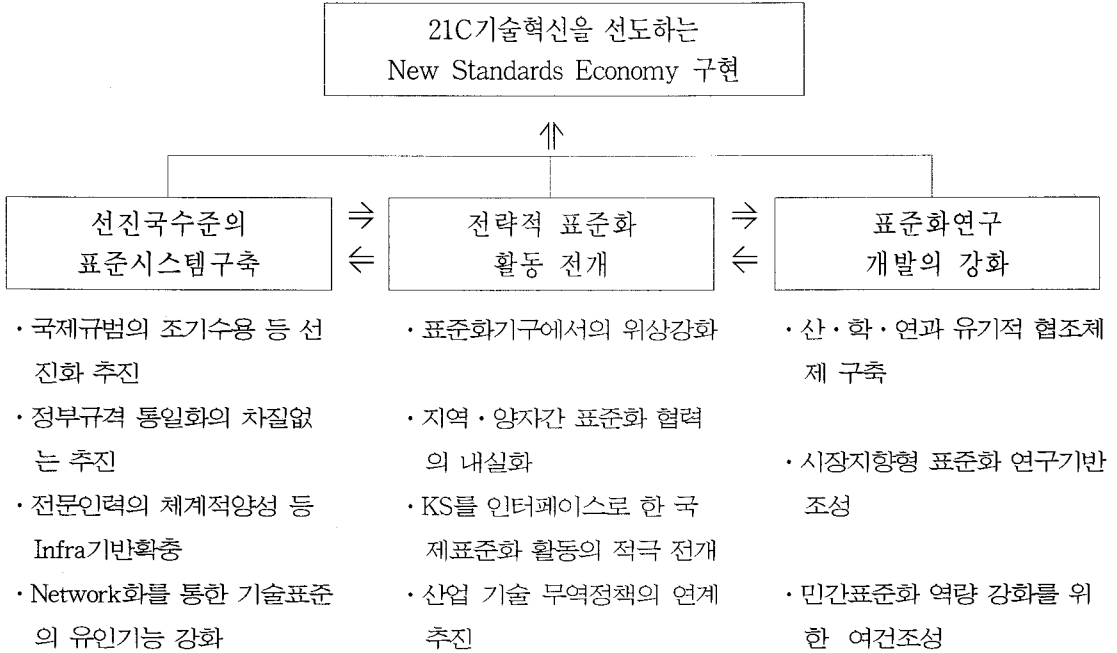 21C기술혁신을 선도하는
New Standards Economy 구현
⇑
선진국수준의
표준시스템구축
⇒
⇐
전략적 표준화
활동 전개
⇒
⇐
표준화연구
개발의 강화
·국제규범의 조기수용 등 선
진화 추진
·정부규격 통일화의 차질없
는 추진
·전문인력의 체계적양성 등
Infra기반확충
·Network화를 통한 기술표준
의 유인기능 강화
·표준화기구에서의 위상강화
·지역·양자간 표준화 협력
의 내실화
·KS를 인터페이스로 한 국
제표준화 활동의 적극 전개
·산업 기술 무역정책의 연계
추진
·산·학·연과 유기적 협조체
제 구축
·시장지향형 표준화 연구기반
조성
·민간표준화 역량 강화를 위
한 여건조성